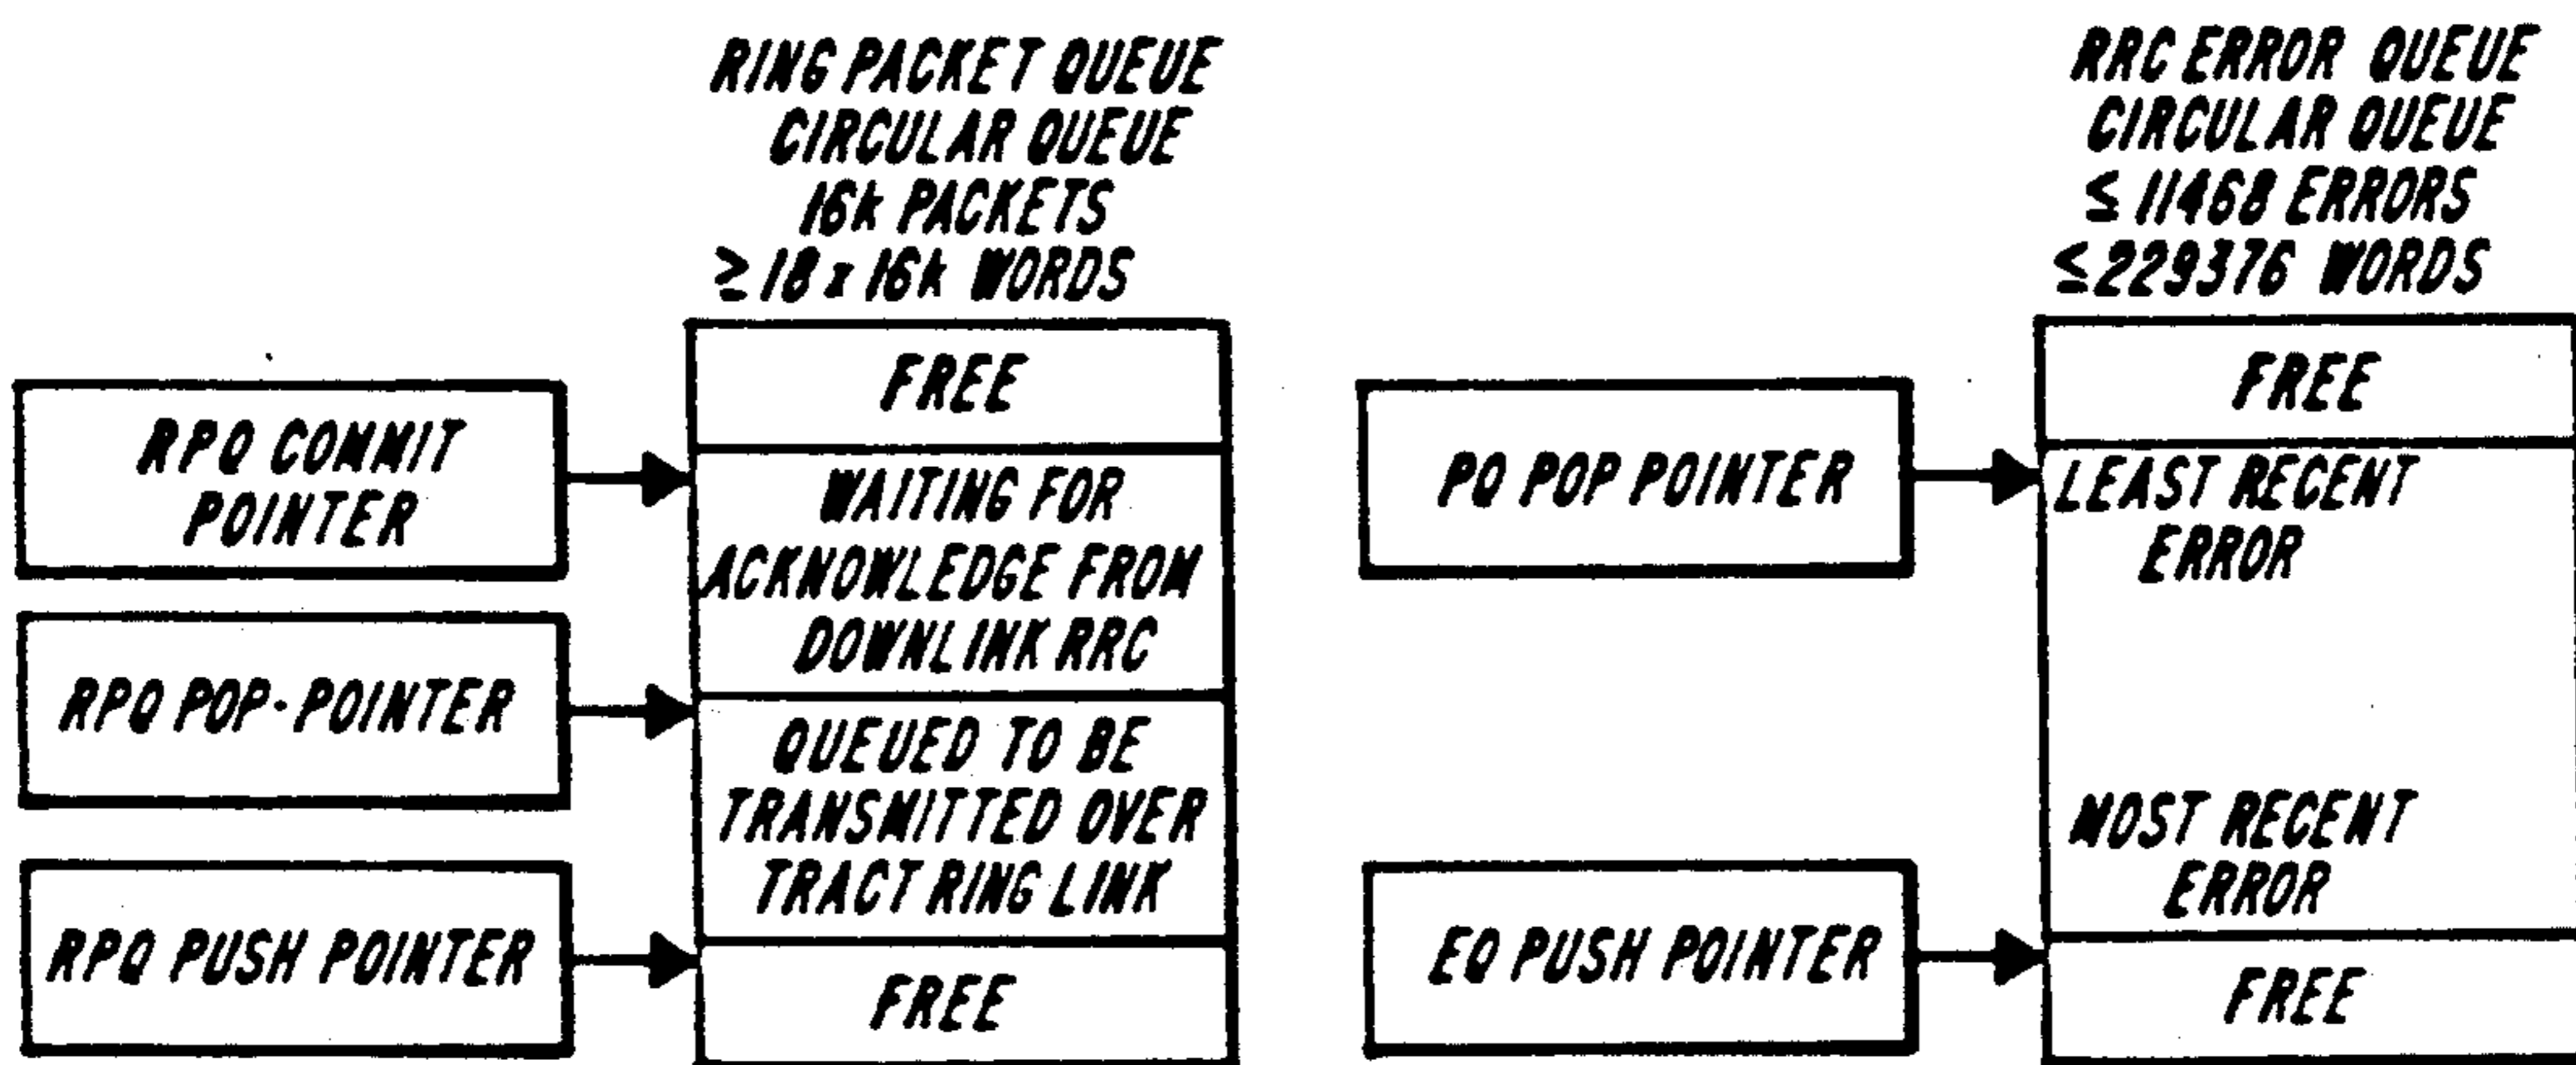 RING PACKET QUEUE
CIRCULAR QUEUE
16k PACKETS
≥ 18 x 16k WORDS
RPQ COMMIT
POINTER
RPQ POP-POINTER
RPQ PUSH POINTER
FREE
WAITING FOR
ACKNOWLEDGE FROM
DOWNLINK RRC
QUEUED TO BE
TRANSMITTED OVER
TRACT RING LINK
FREE
RRC ERROR QUEUE
CIRCULAR QUEUE
≤ 11468 ERRORS
≤ 229376 WORDS
PQ POP POINTER
EQ PUSH POINTER
FREE
LEAST RECENT
ERROR
MOST RECENT
ERROR
FREE